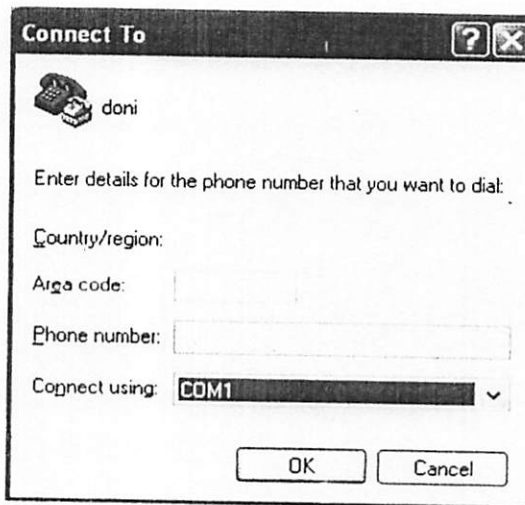 Connect To
doni
Enter details for the phone number that you want to dial:
Country/region:
Area code:
Phone number:
Connect using: COM1
OK Cancel